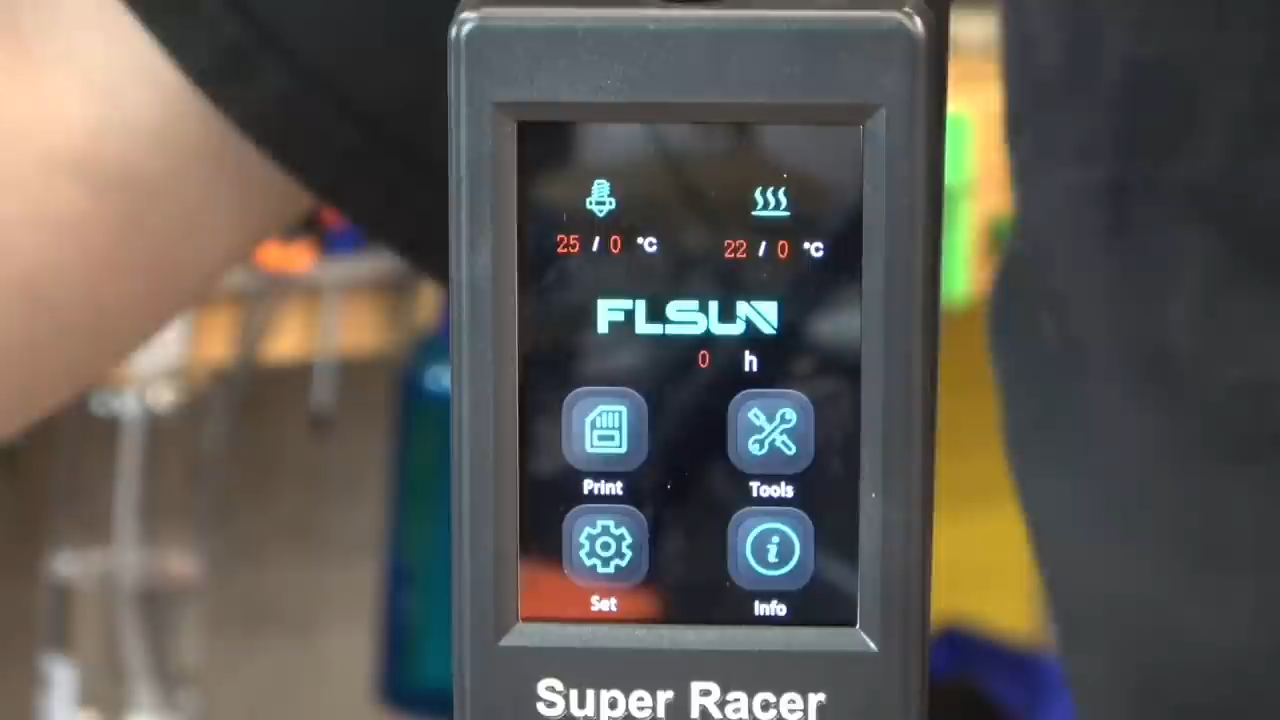 25 / 0 °C 22 / 0 °C
FLSUN
0 h
Print Tools
Set Info
Super Racer